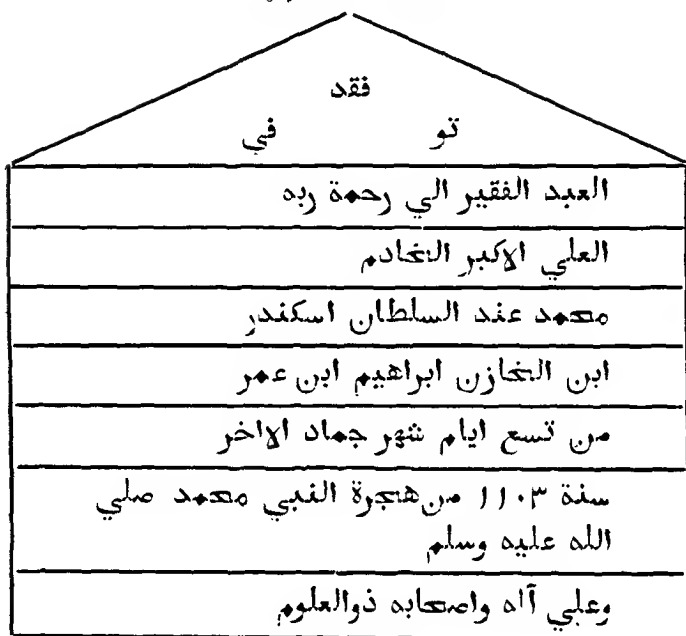 فقد
تو في
العبد الفقير الي رحمة ربه
العلي الاكبر الخادم
محمد عند السلطان اسكندر
ابن الخازن ابراهيم ابن عمر
من تسع ايام شهر جماد الاخر
سنة ١١٠٣ من هجرة النبي محمد صلي
الله عليه وسلم
وعلي آله واصحابه ذوالعلوم